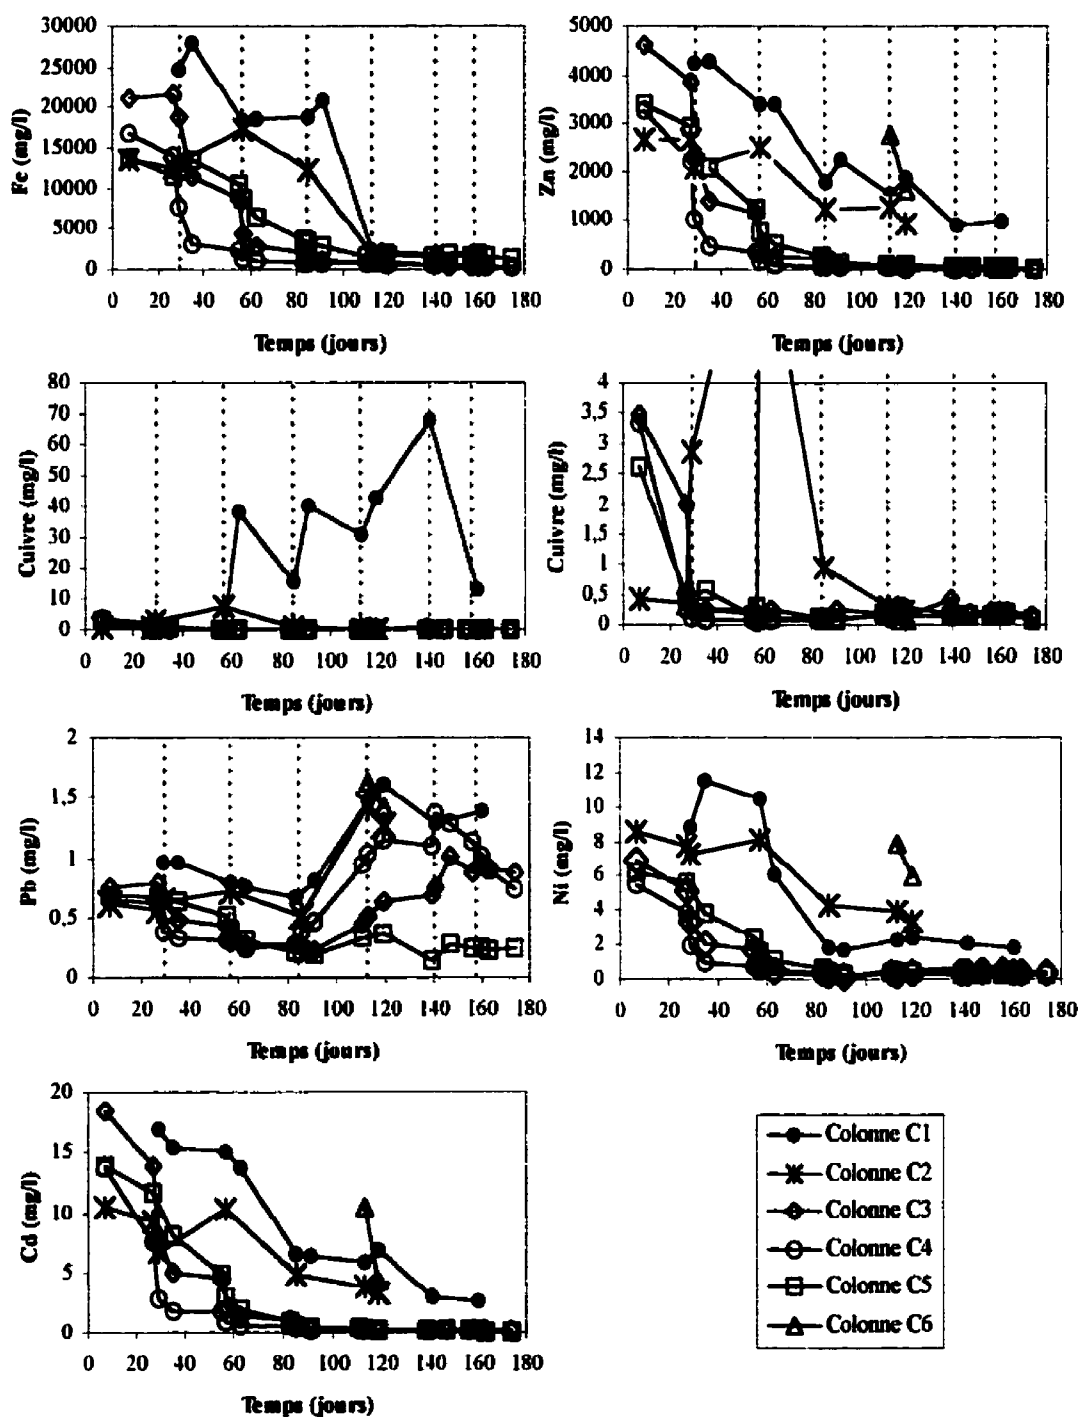 Fe (mg/l)
30000
25000
20000
15000
10000
5000
0
0 20 40 60 80 100 120 140 160 180
Temps (jours)
Zn (mg/l)
5000
4000
3000
2000
1000
0
0 20 40 60 80 100 120 140 160 180
Temps (jours)
Cuivre (mg/l)
80
70
60
50
40
30
20
10
0
0 20 40 60 80 100 120 140 160 180
Temps (jours)
Cuivre (mg/l)
4
3,5
3
2,5
2
1,5
1
0,5
0
0 20 40 60 80 100 120 140 160 180
Temps (jours)
Pb (mg/l)
2
1,5
1
0,5
0
0 20 40 60 80 100 120 140 160 180
Temps (jours)
Ni (mg/l)
14
12
10
8
6
4
2
0
0 20 40 60 80 100 120 140 160 180
Temps (jours)
Cd (mg/l)
20
15
10
5
0
0 20 40 60 80 100 120 140 160 180
Temps (jours)
Colonne C1
Colonne C2
Colonne C3
Colonne C4
Colonne C5
Colonne C6